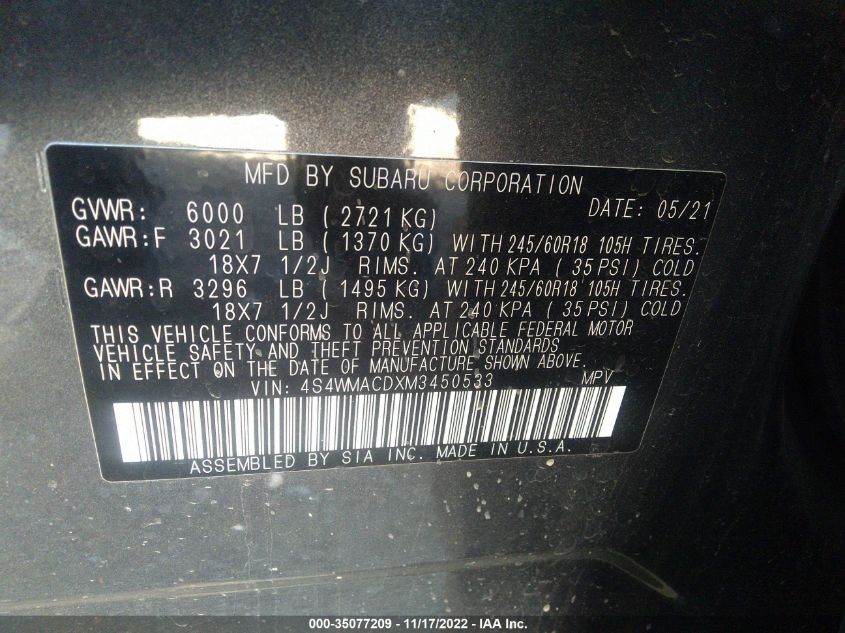 MFD BY SUBARU CORPORATION
GVWR: 6000 LB ( 2721 KG) DATE: 05/21
GAWR:F 3021 LB ( 1370 KG) WITH 245/60R18 105H TIRES.
18X7 1/2J RIMS. AT 240 KPA ( 35 PSI) COLD
GAWR:R 3296 LB ( 1495 KG) WITH 245/60R18 105H TIRES.
18X7 1/2J RIMS. AT 240 KPA ( 35 PSI) COLD
THIS VEHICLE CONFORMS TO ALL APPLICABLE FEDERAL MOTOR
VEHICLE SAFETY AND THEFT PREVENTION STANDARDS
IN EFFECT ON THE DATE OF MANUFACTURE SHOWN ABOVE.
VIN: 4S4WMACDXM3450533 MPV
ASSEMBLED BY SIA INC. MADE IN U.S.A.
000-35077209 - 11/17/2022 - IAA Inc.